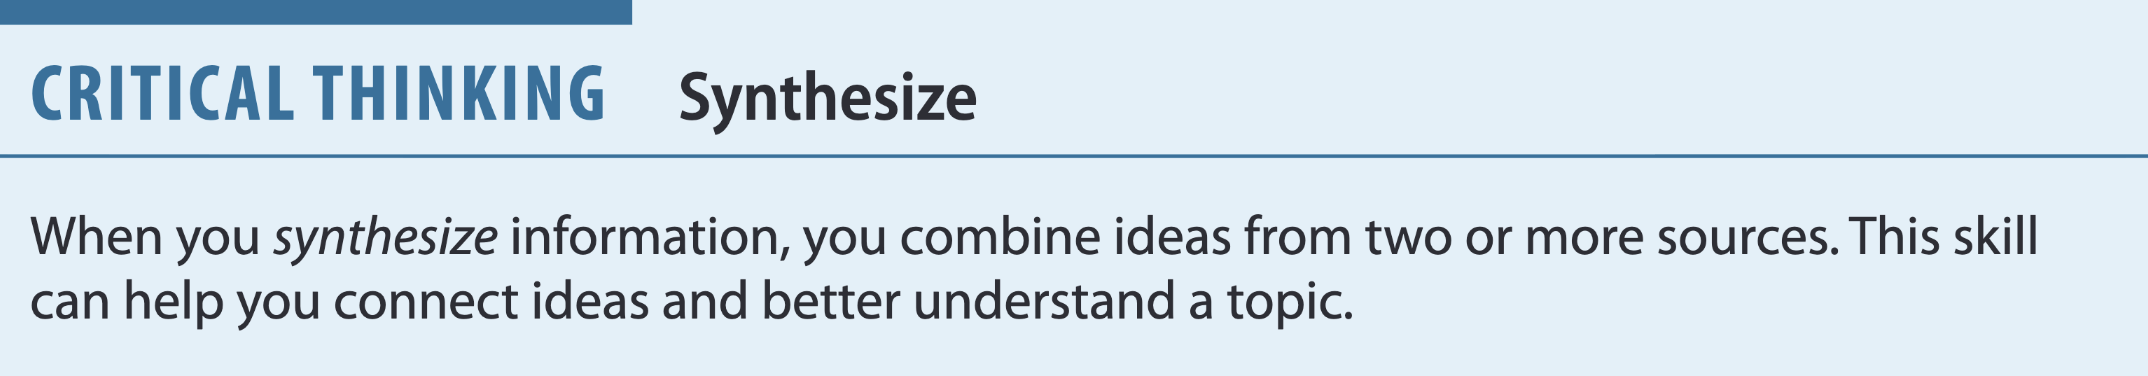 CRITICAL THINKING Synthesize
When you synthesize information, you combine ideas from two or more sources. This skill
can help you connect ideas and better understand a topic.